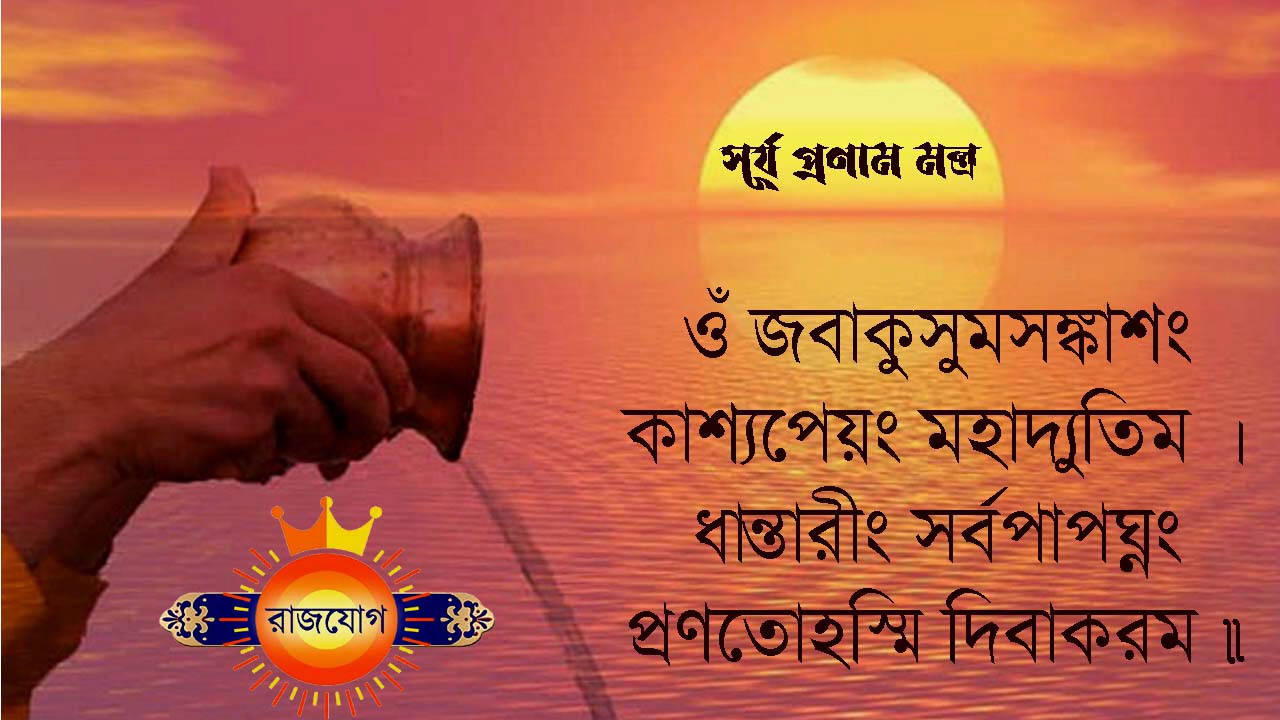 সূর্য প্রণাম মন্ত্র
ওঁ জবাকুসুমসঙ্কাশং
কাশ্যপেয়ং মহাদ্যুতিম ।
ধান্তারীং সর্বপাপঘ্নং
প্রণতোহস্মি দিবাকরম ॥
রাজযোগ